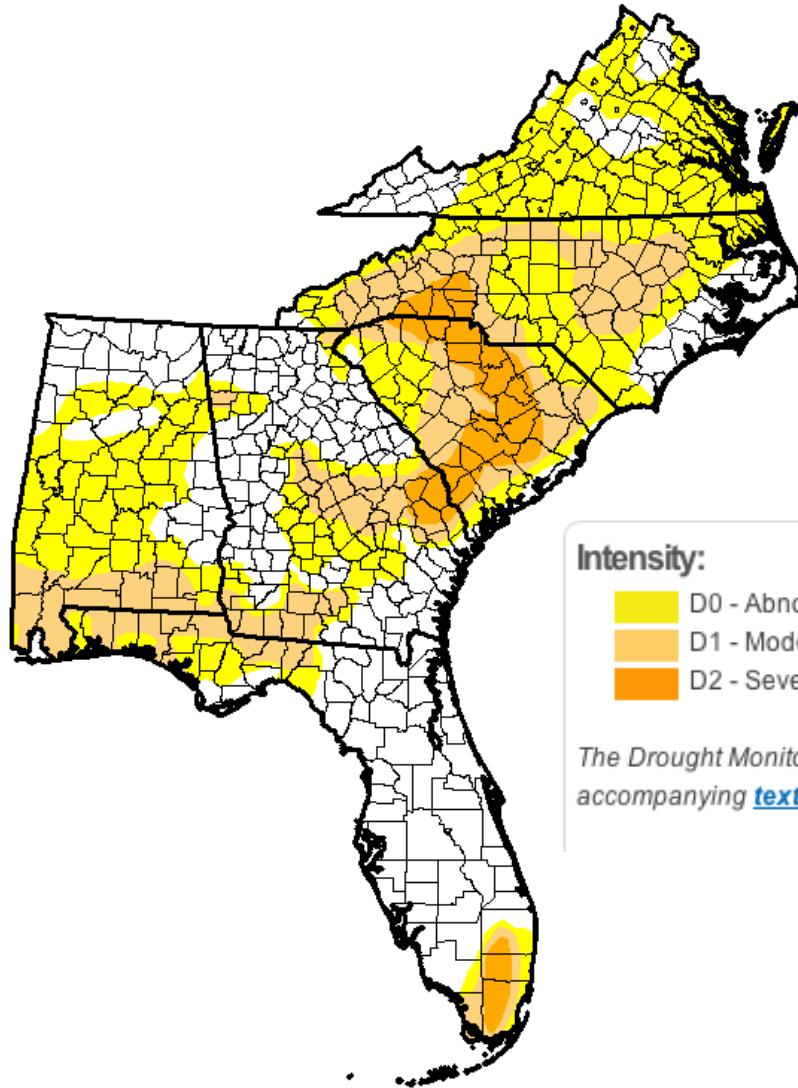 Intensity:
D0 - Abno
D1 - Mode
D2 - Seve
The Drought Monito
accompanying text